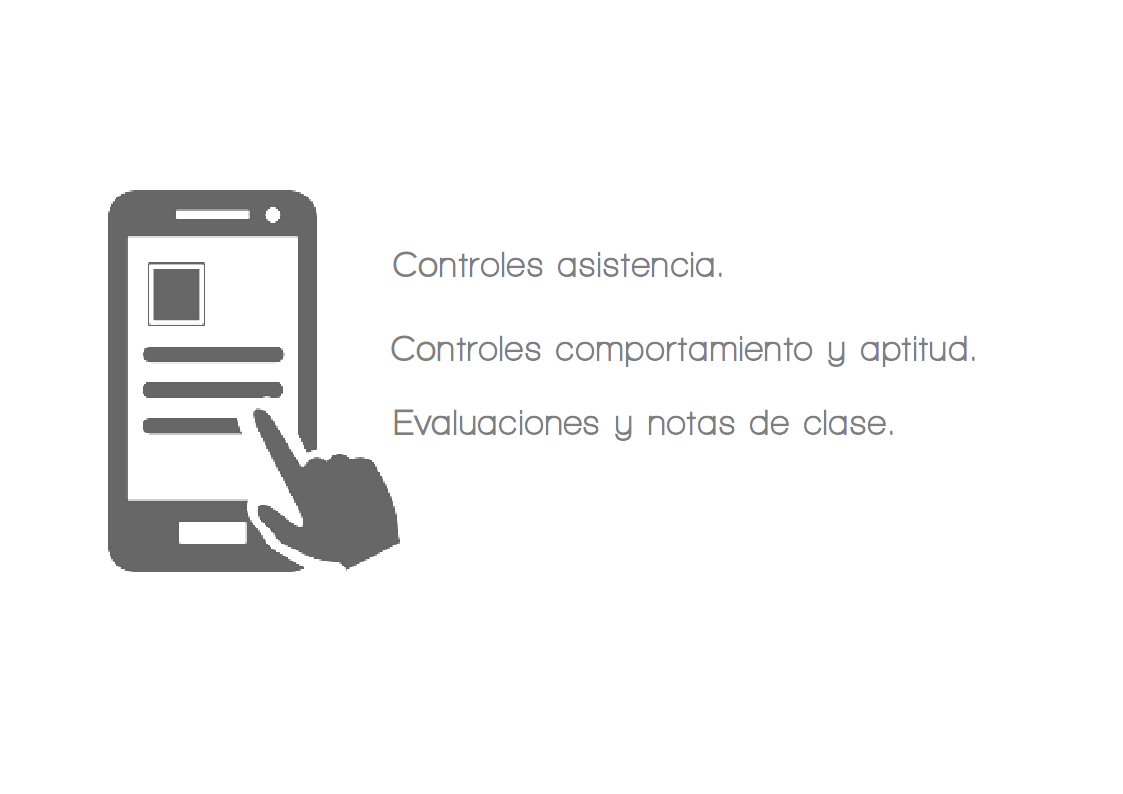 Controles asistencia.
Controles comportamiento y aptitud.
Evaluaciones y notas de clase.